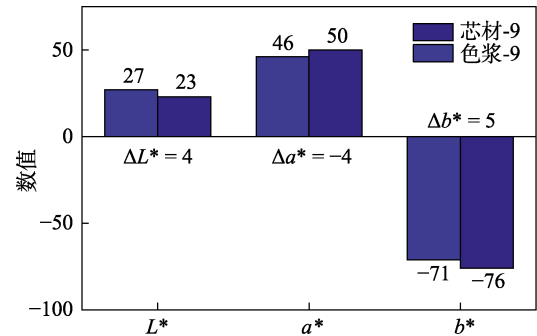 芯材-9
色浆-9
50
0
−50
−100
数值
27
23
46
50
ΔL* = 4
Δa* = −4
Δb* = 5
−71
−76
L*
a*
b*